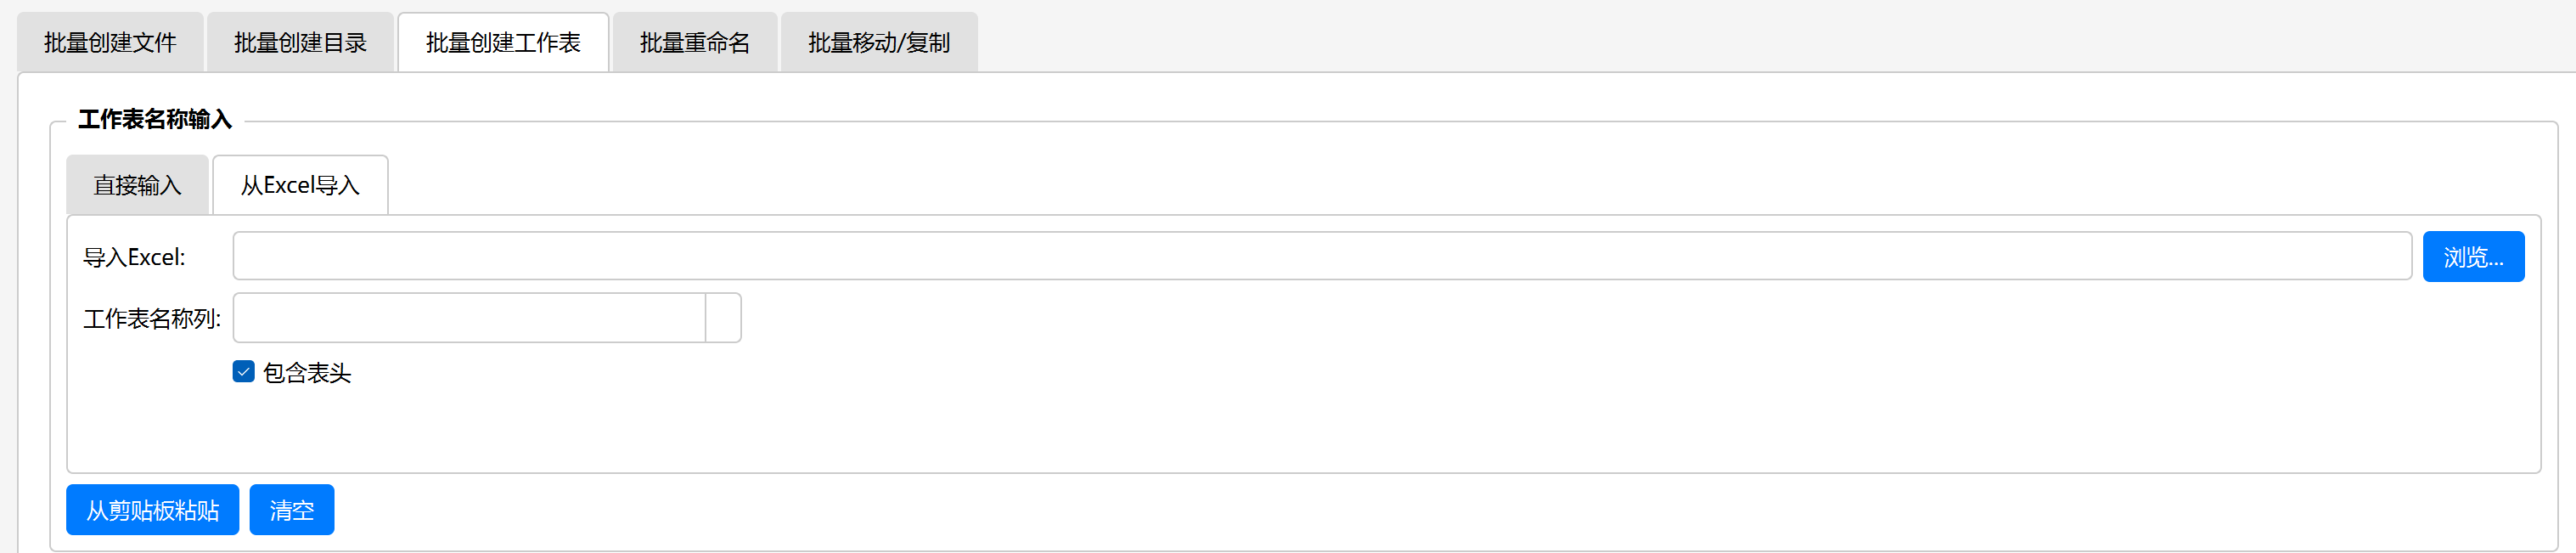 批量创建文件 批量创建目录 批量创建工作表 批量重命名 批量移动/复制
工作表名称输入
直接输入 从Excel导入
导入Excel: 浏览...
工作表名称列:
包含表头
从剪贴板粘贴 清空